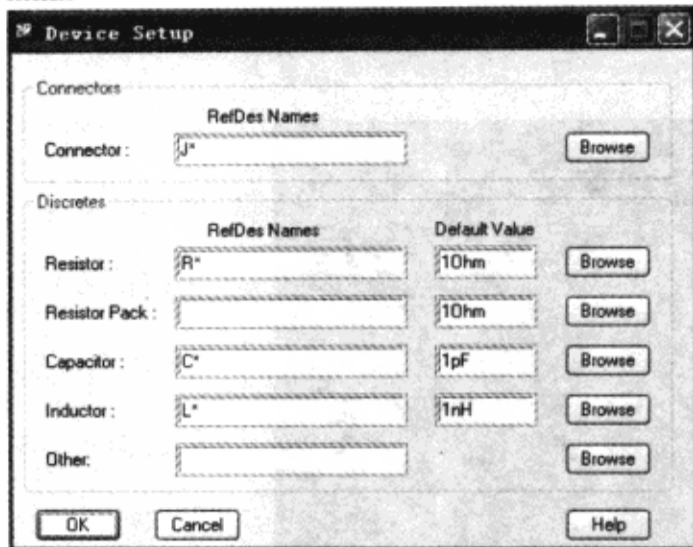 Device Setup
Connectors
RefDes Names
Connector : J* Browse
Discretes
RefDes Names Default Value
Resistor : R* 1Ohm Browse
Resistor Pack : 1Ohm Browse
Capacitor : C* 1pF Browse
Inductor : L* 1nH Browse
Other: Browse
OK Cancel Help